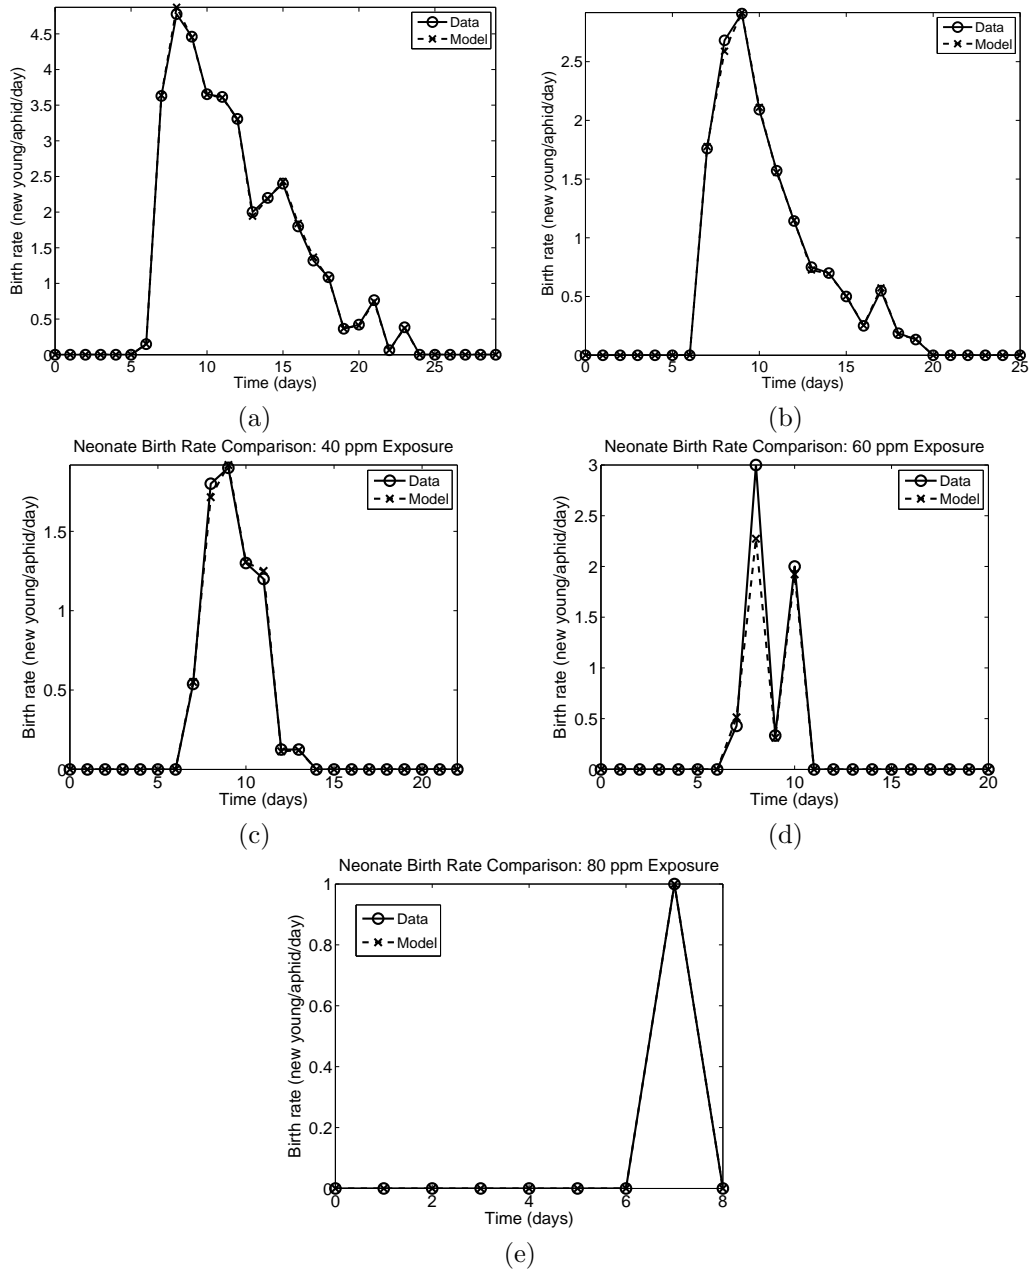 Data
Model
4.5
4
3.5
3
2.5
2
1.5
1
0.5
0
0 5 10 15 20 25
Birth rate (new young/aphid/day)
Time (days)
(a)
Data
Model
2.5
2
1.5
1
0.5
0
0 5 10 15 20 25
Birth rate (new young/aphid/day)
Time (days)
(b)
Neonate Birth Rate Comparison: 40 ppm Exposure
Data
Model
1.5
1
0.5
0
0 5 10 15 20
Birth rate (new young/aphid/day)
Time (days)
(c)
Neonate Birth Rate Comparison: 60 ppm Exposure
Data
Model
3
2.5
2
1.5
1
0.5
0
0 5 10 15 20
Birth rate (new young/aphid/day)
Time (days)
(d)
Neonate Birth Rate Comparison: 80 ppm Exposure
Data
Model
1
0.8
0.6
0.4
0.2
0
0 2 4 6 8
Birth rate (new young/aphid/day)
Time (days)
(e)